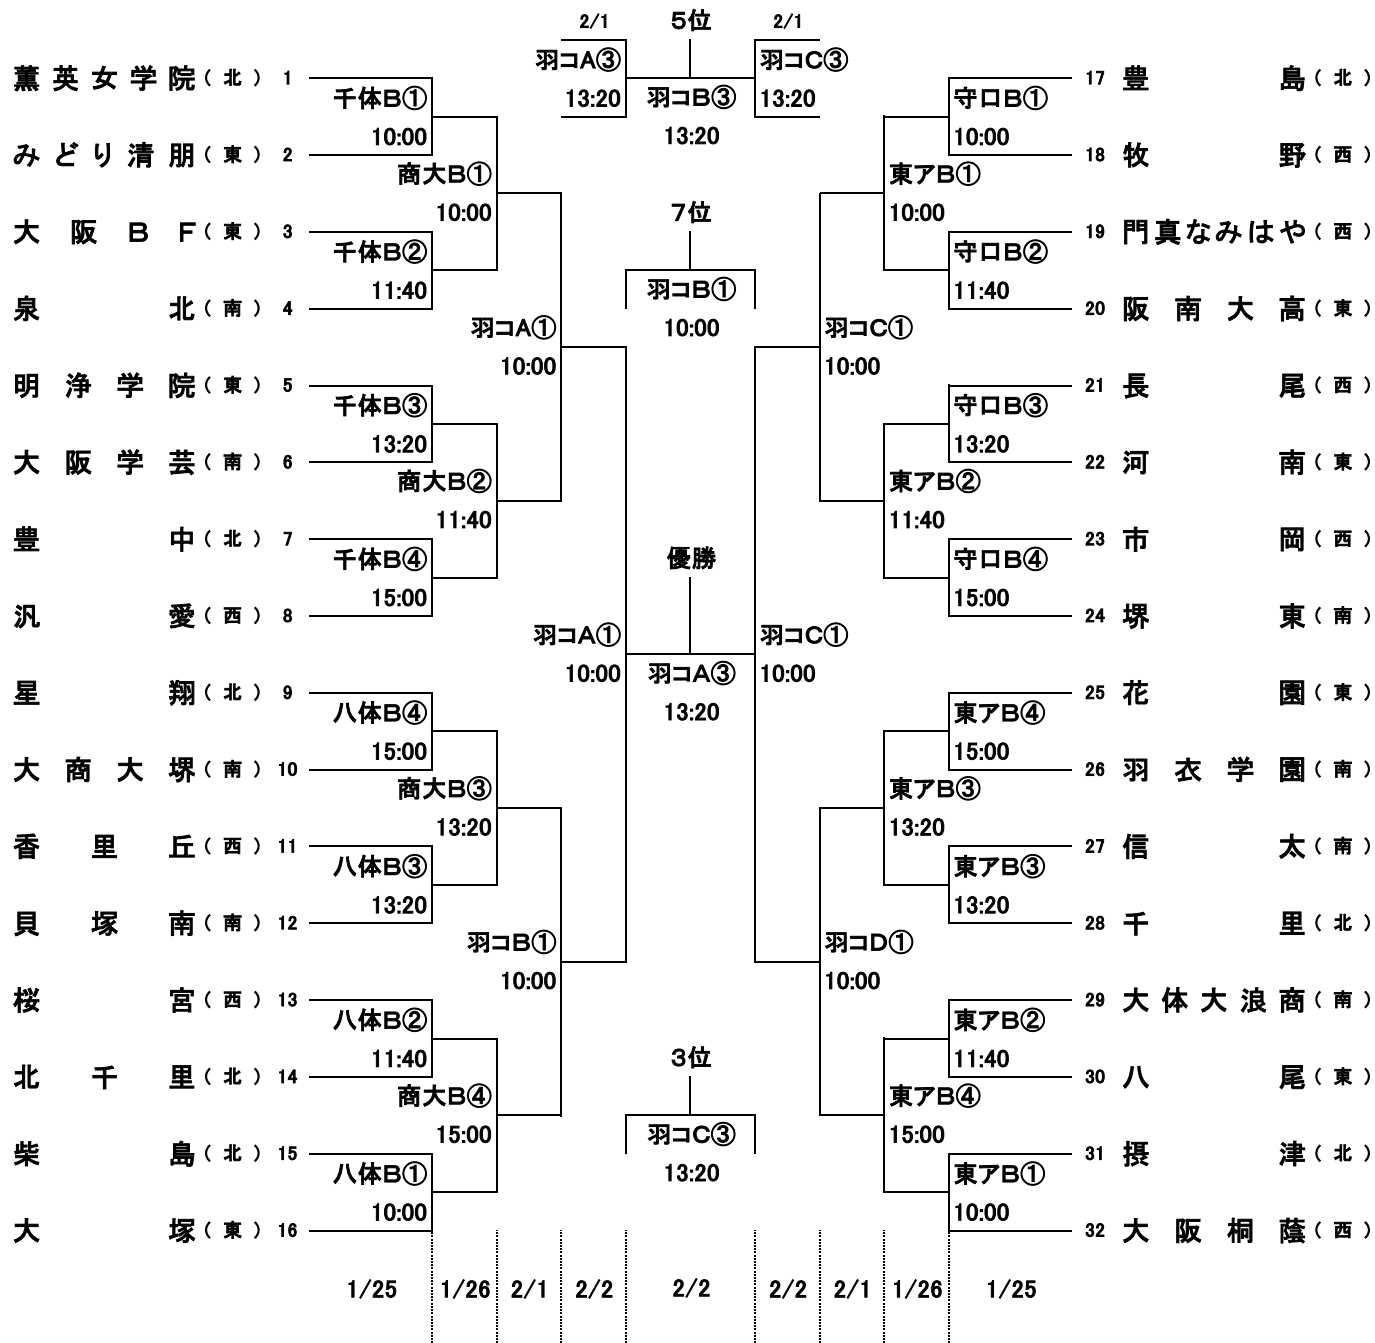 2/1 5位 2/1
羽コA③ 羽コC③
13:20 羽コB③ 13:20
13:20
7位
羽コB①
10:00
薫英女学院(北) 1
千体B①
10:00
みどり清朋(東) 2
商大B①
10:00
大阪BF(東) 3
千体B②
11:40
泉北(南) 4
羽コA①
10:00
明浄学院(東) 5
千体B③
13:20
大阪学芸(南) 6
商大B②
11:40
豊中(北) 7
千体B④
15:00
汎愛(西) 8
羽コA①
10:00
星翔(北) 9
八体B④
15:00
大商大堺(南) 10
商大B③
13:20
香里丘(西) 11
八体B③
13:20
貝塚南(南) 12
羽コB①
10:00
桜宮(西) 13
八体B②
11:40
北千里(北) 14
商大B④
15:00
柴島(北) 15
八体B①
10:00
大塚(東) 16
優勝
羽コA③
13:20
3位
羽コC③
13:20
17 豊島(北)
守口B①
10:00
18 牧野(西)
東アB①
10:00
19 門真なみはや(西)
守口B②
11:40
20 阪南大高(東)
羽コC①
10:00
21 長尾(西)
守口B③
13:20
22 河南(東)
東アB②
11:40
23 市岡(西)
守口B④
15:00
24 堺東(南)
羽コC①
10:00
25 花園(東)
東アB④
15:00
26 羽衣学園(南)
東アB③
13:20
27 信太(南)
東アB③
13:20
28 千里(北)
羽コD①
10:00
29 大体大浪商(南)
東アB②
11:40
30 八尾(東)
東アB④
15:00
31 摂津(北)
東アB①
10:00
32 大阪桐蔭(西)
1/25 1/26 2/1 2/2 2/2 2/2 2/1 1/26 1/25